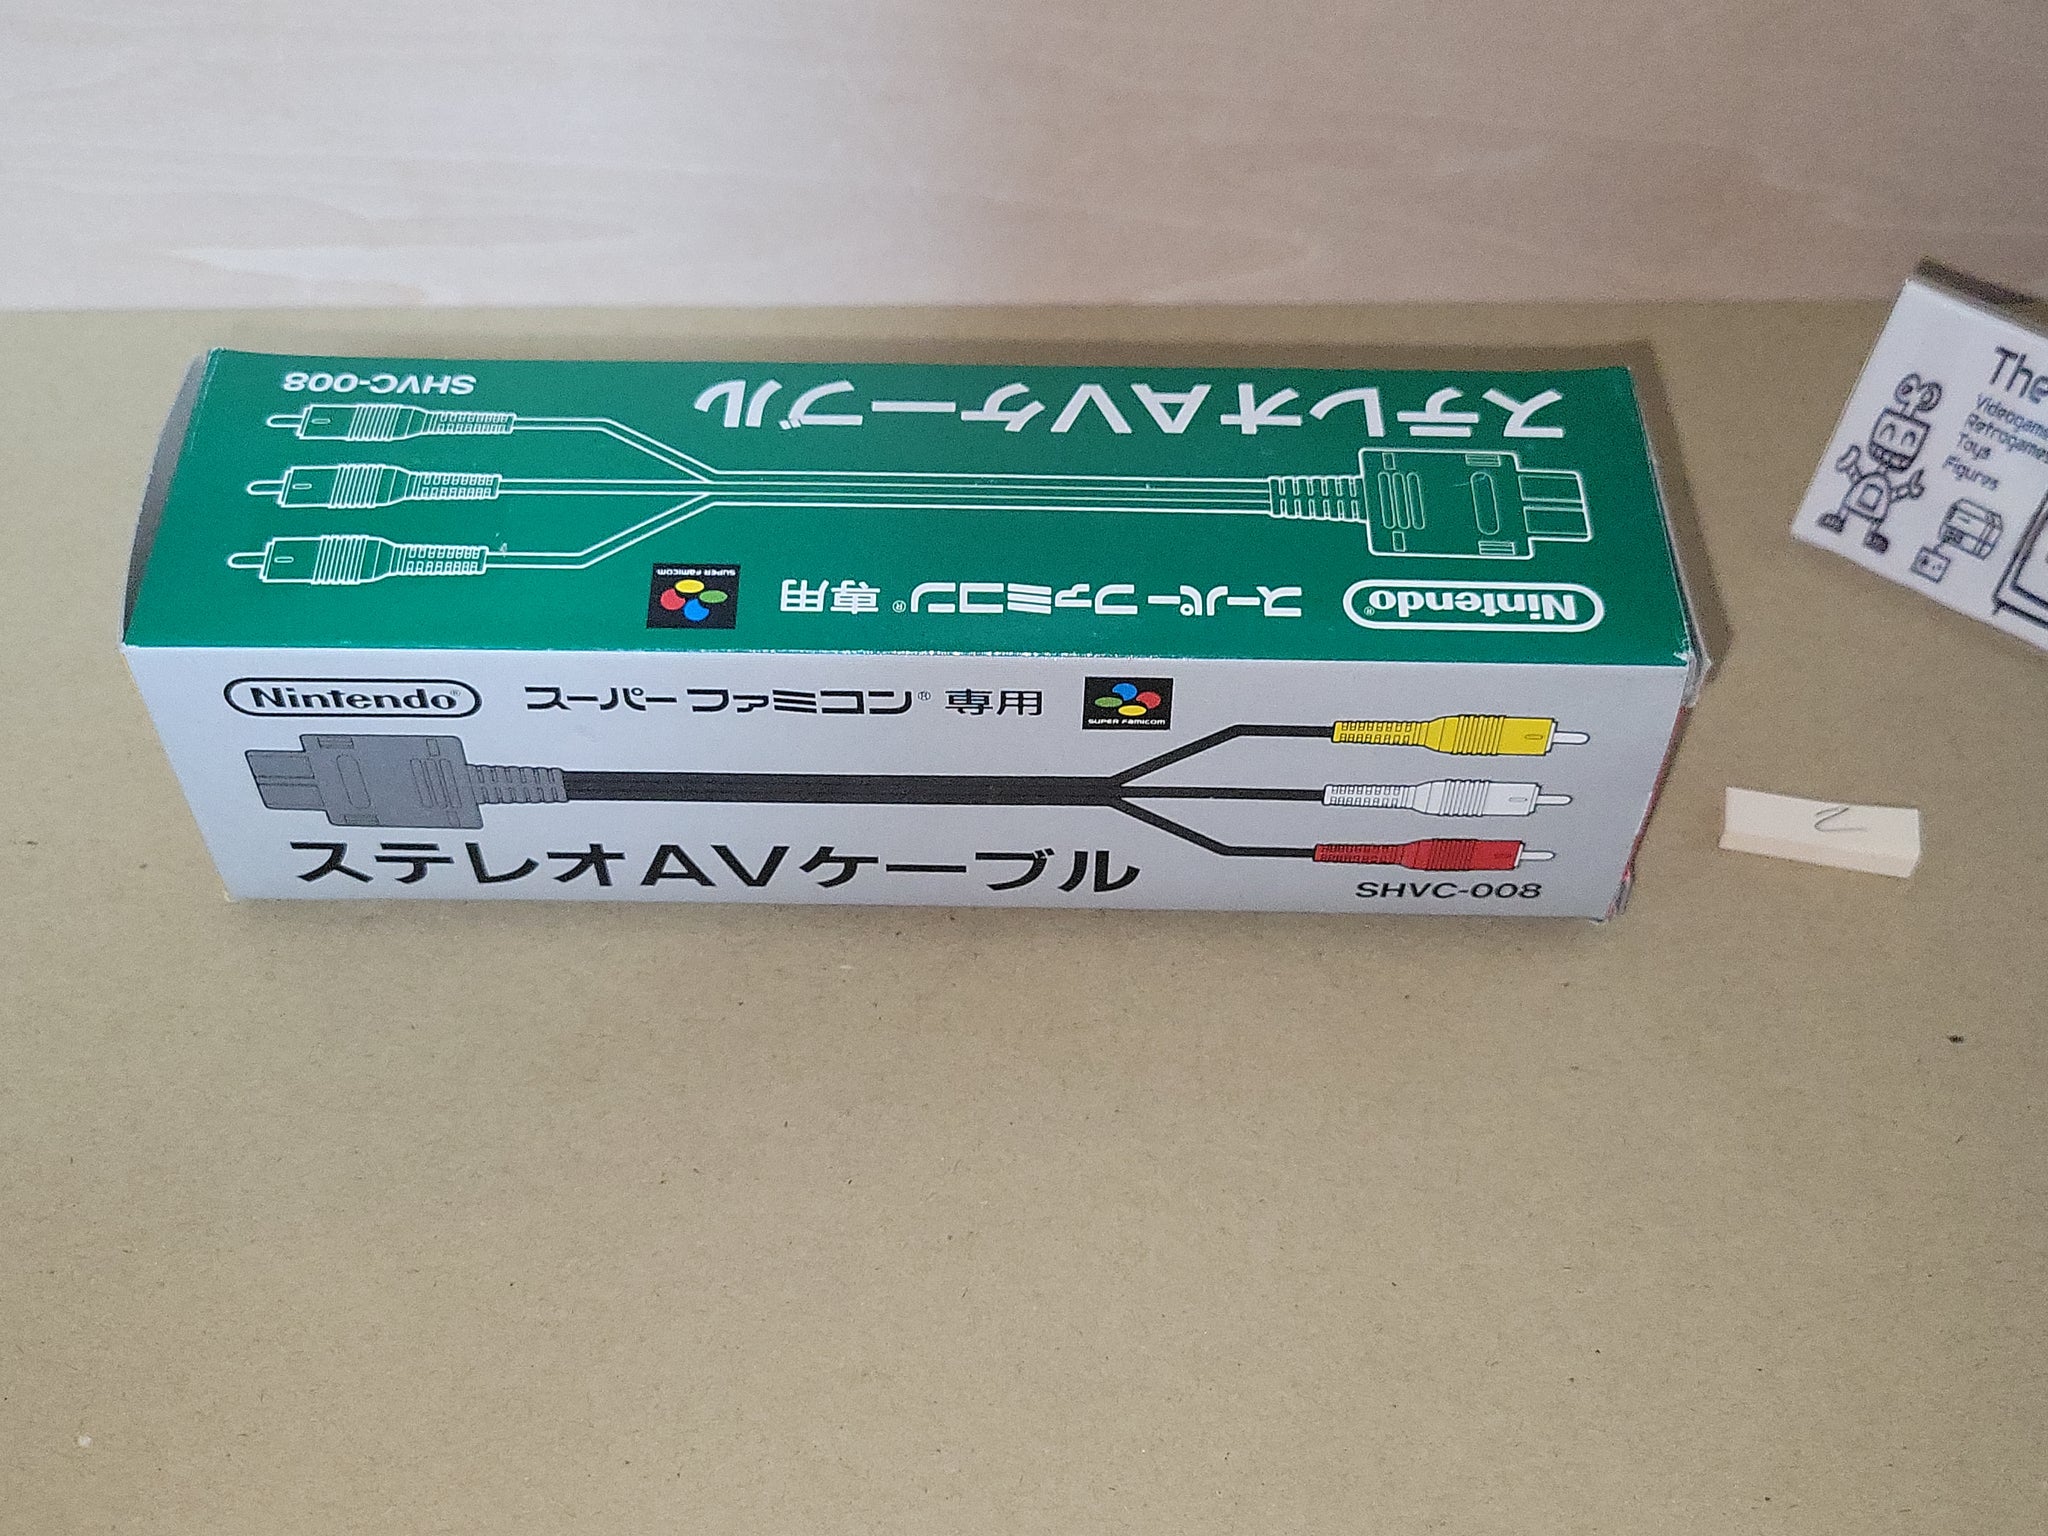 ステレオAVケーブル
SHVC-008
Nintendo®
スーパーファミコン® 専用
SUPER FAMICOM
Nintendo®
スーパーファミコン® 専用
SUPER FAMICOM
ステレオAVケーブル
SHVC-008
The
Videogame
Retrogames
Toys
Figures
2